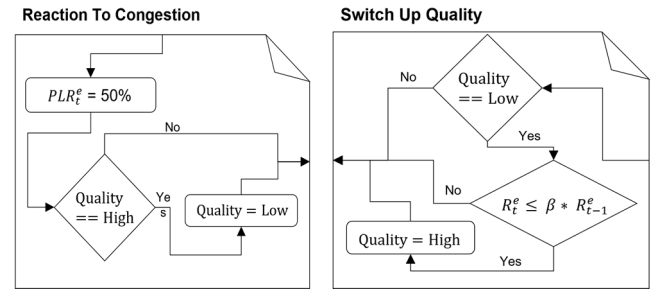 Reaction To Congestion
PLR_t^e = 50%
No
Quality
== High
Ye
s
Quality = Low
Switch Up Quality
No
Quality
== Low
Yes
No
R_t^e ≤ β * R_{t-1}^e
Quality = High
Yes